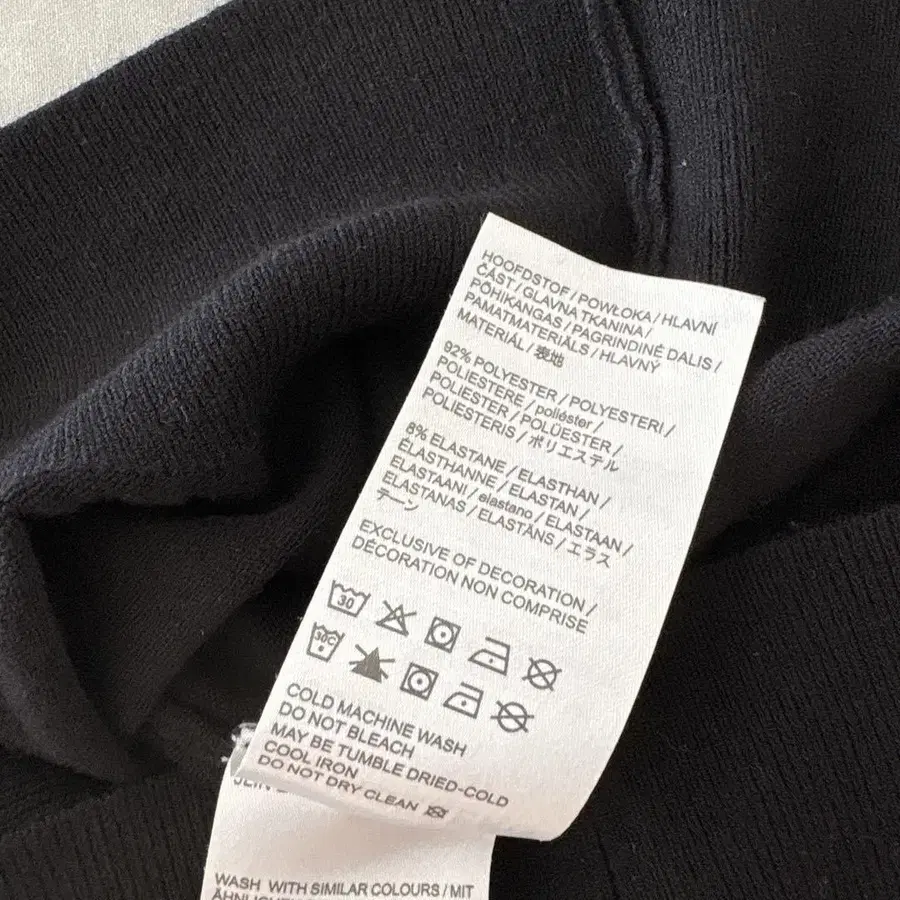 HOOFDSTOF / POWŁOKA / HLAVNÍ
ČÁST / GLAVNA TKANINA /
PÕHIKANGAS / PAGRINDINĖ DALIS /
PAMATMATERIĀLS / HLAVNÝ
MATERIÁL / 表地
92% POLYESTER / POLYESTERI /
POLIESTERE / poliéster /
POLIESTER / POLÜESTER /
POLIESTERIS / ポリエステル
8% ELASTANE / ELASTHAN /
ÉLASTHANNE / ELASTAN /
ELASTAANI / elastano / ELASTAAN /
ELASTANAS / ELASTĀNS / エラス
テーン
EXCLUSIVE OF DECORATION /
DÉCORATION NON COMPRISE
30
30C
COLD MACHINE WASH
DO NOT BLEACH
MAY BE TUMBLE DRIED-COLD
COOL IRON
DO NOT DRY CLEAN
WASH WITH SIMILAR COLOURS / MIT